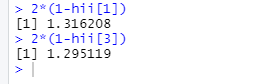 > 2*(1-hii[1])
[1] 1.316208
> 2*(1-hii[3])
[1] 1.295119
>